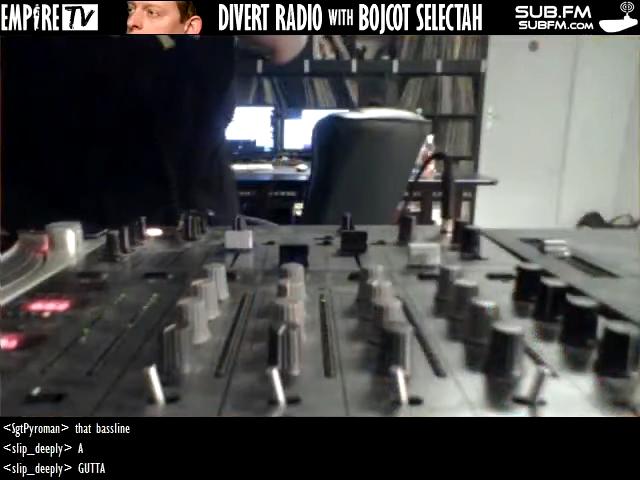 EMPIRE TV DIVERT RADIO WITH BOJCOT SELECTAH SUB.FM
SUBFM.COM
<SgtPyroman> that bassline
<slip_deeply> A
<slip_deeply> GUTTA